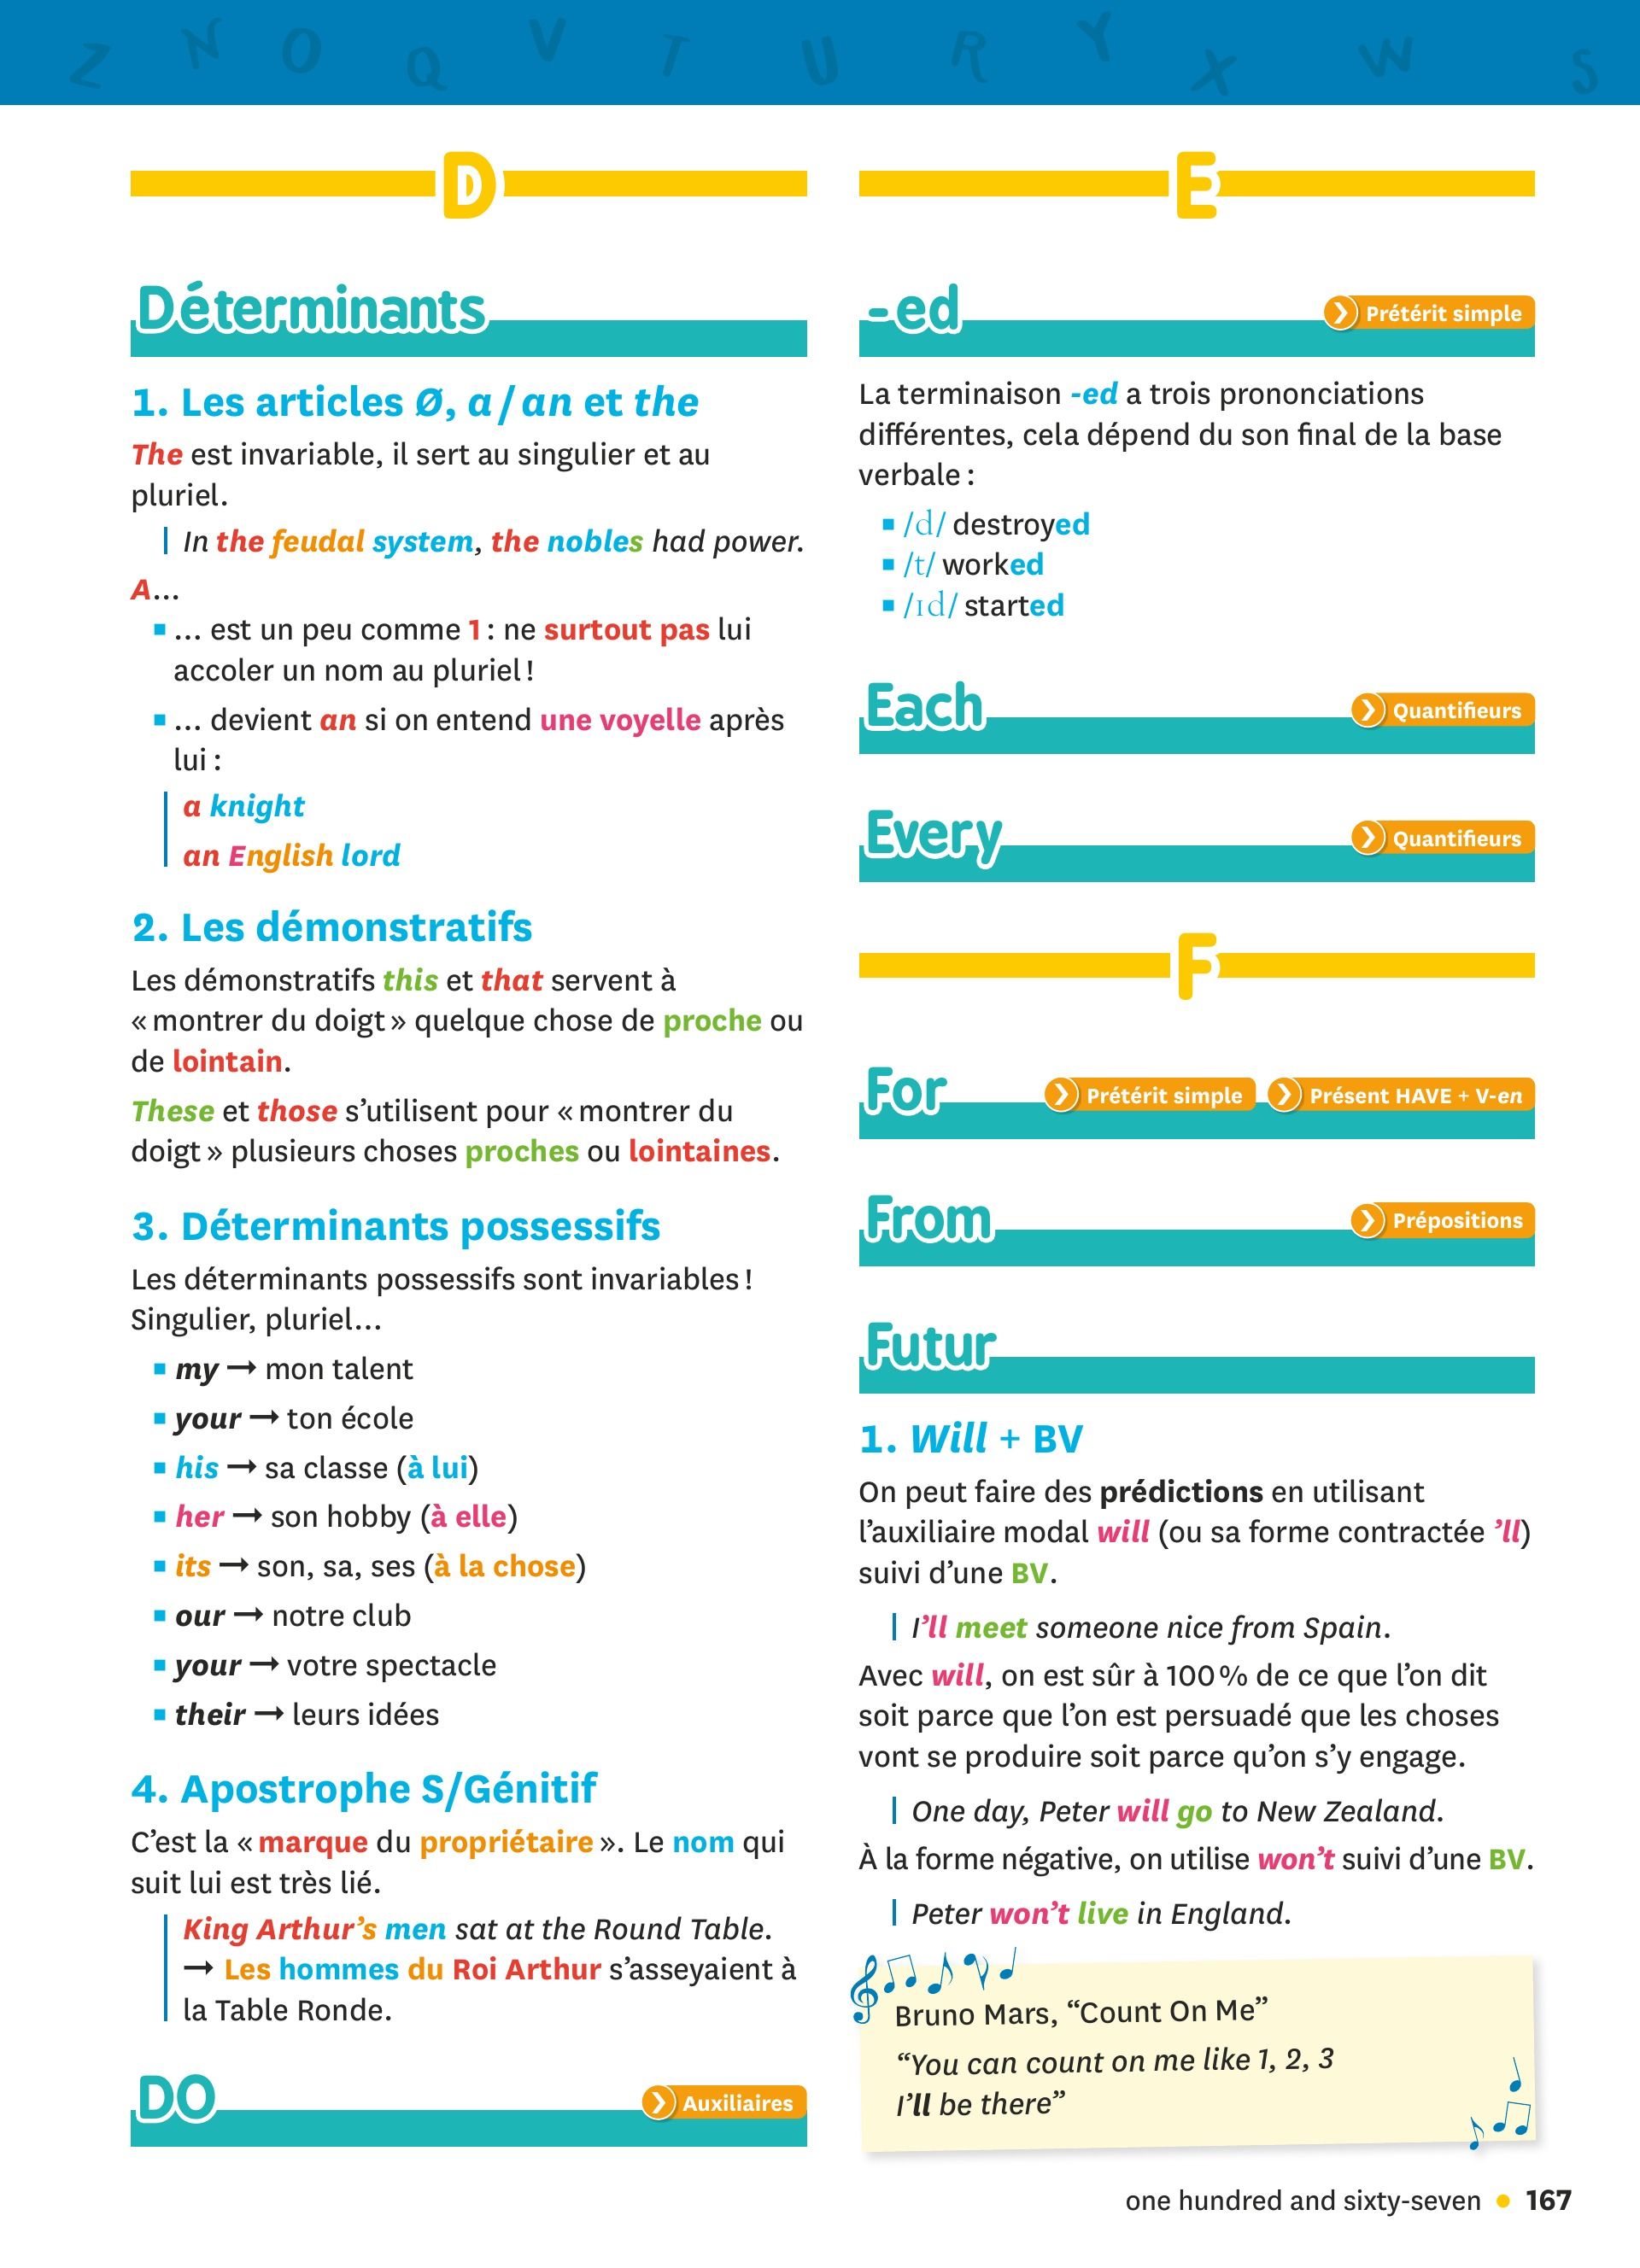 Z N O Q V T U R Y X W S
D
Déterminants
1. Les articles Ø, a/an et the
The est invariable, il sert au singulier et au
pluriel.
In the feudal system, the nobles had power.
A…
… est un peu comme 1 : ne surtout pas lui
accoler un nom au pluriel !
… devient an si on entend une voyelle après
lui :
a knight
an English lord
2. Les démonstratifs
Les démonstratifs this et that servent à
« montrer du doigt » quelque chose de proche ou
de lointain.
These et those s’utilisent pour « montrer du
doigt » plusieurs choses proches ou lointaines.
3. Déterminants possessifs
Les déterminants possessifs sont invariables !
Singulier, pluriel…
my → mon talent
your → ton école
his → sa classe (à lui)
her → son hobby (à elle)
its → son, sa, ses (à la chose)
our → notre club
your → votre spectacle
their → leurs idées
4. Apostrophe S/Génitif
C’est la « marque du propriétaire ». Le nom qui
suit lui est très lié.
King Arthur’s men sat at the Round Table.
→ Les hommes du Roi Arthur s’asseyaient à
la Table Ronde.
DO
Auxiliaires
E
-ed
Prétérit simple
La terminaison -ed a trois prononciations
différentes, cela dépend du son final de la base
verbale :
/d/ destroyed
/t/ worked
/ɪd/ started
Each
Quantifieurs
Every
Quantifieurs
F
For
Prétérit simple
Présent HAVE + V-en
From
Prépositions
Futur
1. Will + BV
On peut faire des prédictions en utilisant
l’auxiliaire modal will (ou sa forme contractée ’ll)
suivi d’une BV.
I’ll meet someone nice from Spain.
Avec will, on est sûr à 100 % de ce que l’on dit
soit parce que l’on est persuadé que les choses
vont se produire soit parce qu’on s’y engage.
One day, Peter will go to New Zealand.
À la forme négative, on utilise won’t suivi d’une BV.
Peter won’t live in England.
Bruno Mars, “Count On Me”
“You can count on me like 1, 2, 3
I’ll be there”
one hundred and sixty-seven • 167